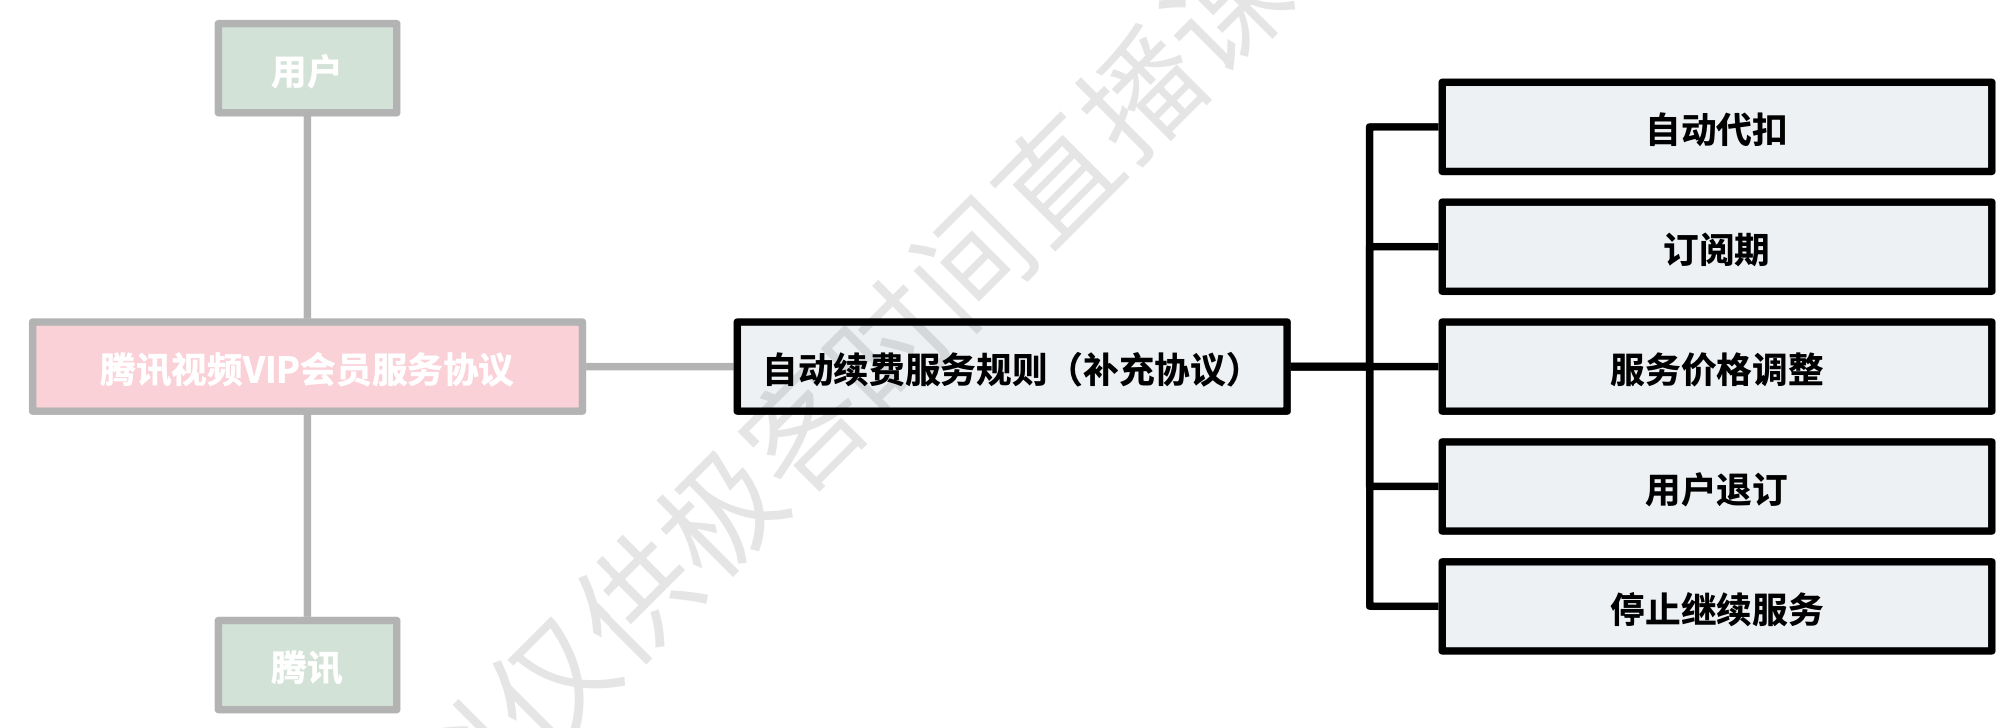 用户
自动代扣
订阅期
腾讯视频VIP会员服务协议
自动续费服务规则（补充协议）
服务价格调整
用户退订
停止继续服务
腾讯
仅供极客时间直播课